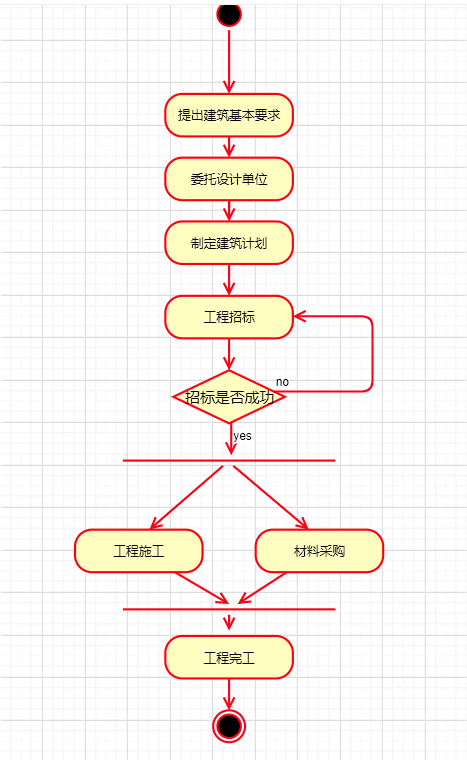 提出建筑基本要求
委托设计单位
制定建筑计划
工程招标
no
招标是否成功
yes
工程施工
材料采购
工程完工